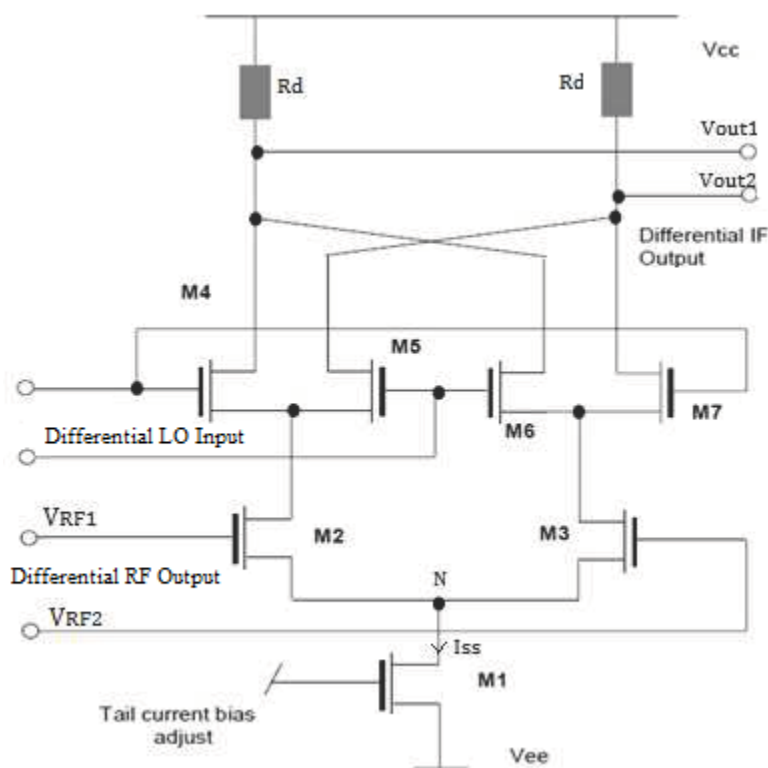 Vcc
Rd
Rd
Vout1
Vout2
Differential IF
Output
M4
M5
M6
M7
Differential LO Input
VRF1
M2
M3
Differential RF Output
N
VRF2
Iss
M1
Tail current bias
adjust
Vee